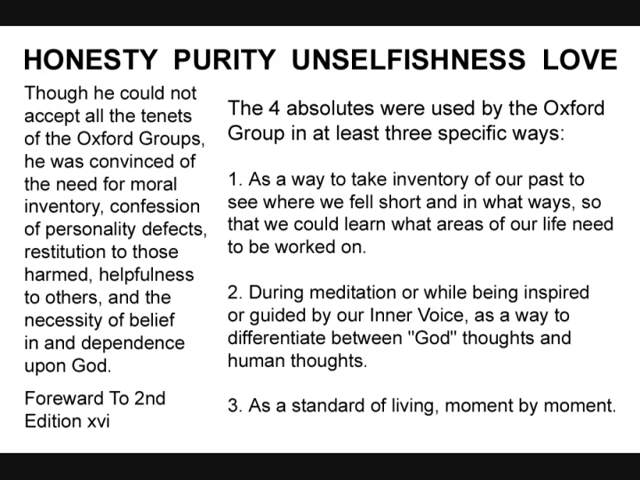 HONESTY PURITY UNSELFISHNESS LOVE
Though he could not
accept all the tenets
of the Oxford Groups,
he was convinced of
the need for moral
inventory, confession
of personality defects,
restitution to those
harmed, helpfulness
to others, and the
necessity of belief
in and dependence
upon God.
Foreward To 2nd
Edition xvi
The 4 absolutes were used by the Oxford
Group in at least three specific ways:
1. As a way to take inventory of our past to
see where we fell short and in what ways, so
that we could learn what areas of our life need
to be worked on.
2. During meditation or while being inspired
or guided by our Inner Voice, as a way to
differentiate between "God" thoughts and
human thoughts.
3. As a standard of living, moment by moment.